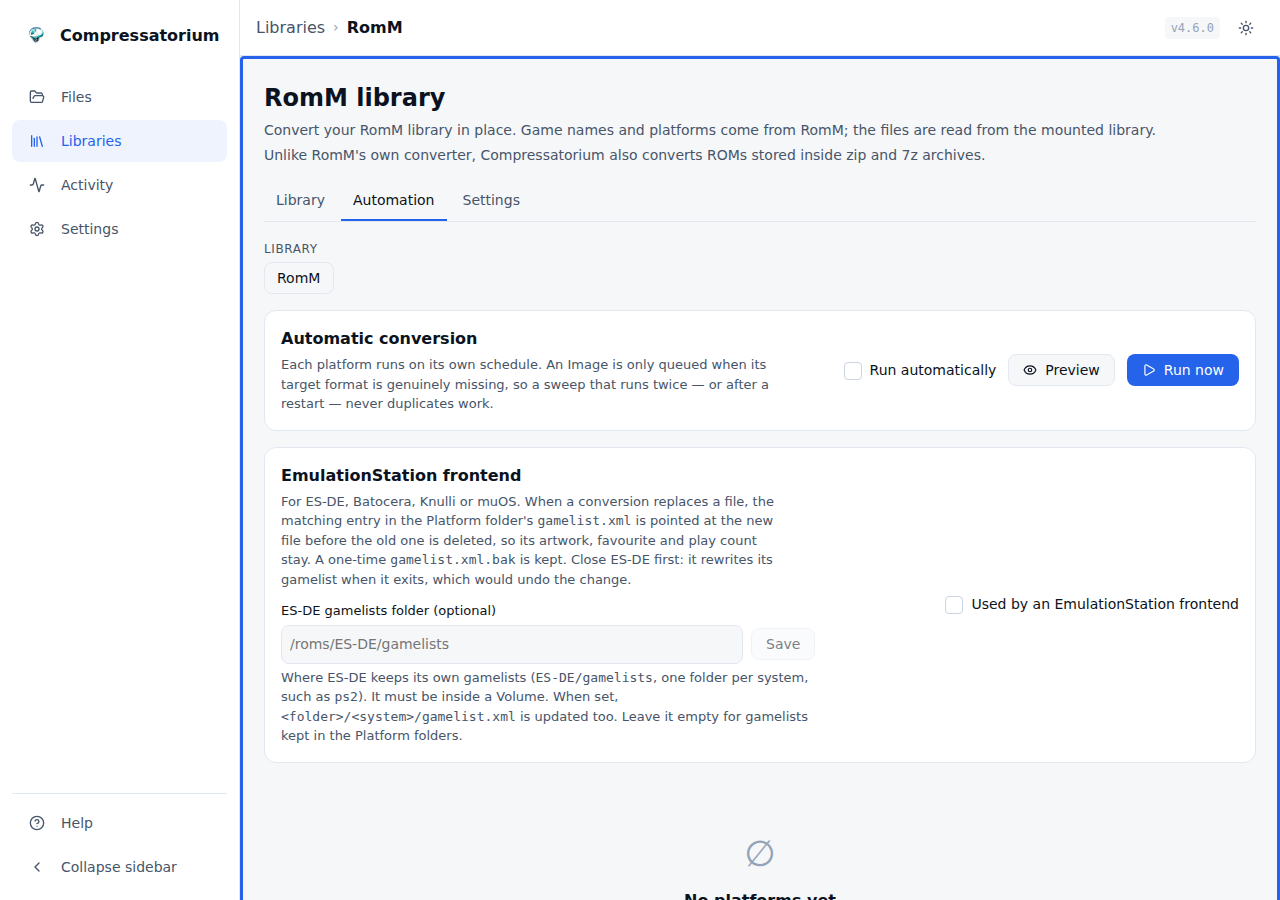 Compressatorium
Libraries › RomM
v4.6.0
Files
Libraries
Activity
Settings
Help
Collapse sidebar
RomM library
Convert your RomM library in place. Game names and platforms come from RomM; the files are read from the mounted library.
Unlike RomM's own converter, Compressatorium also converts ROMs stored inside zip and 7z archives.
Library Automation Settings
LIBRARY
RomM
Automatic conversion
Each platform runs on its own schedule. An Image is only queued when its
target format is genuinely missing, so a sweep that runs twice — or after a
restart — never duplicates work.
Run automatically Preview Run now
EmulationStation frontend
For ES-DE, Batocera, Knulli or muOS. When a conversion replaces a file, the
matching entry in the Platform folder's gamelist.xml is pointed at the new
file before the old one is deleted, so its artwork, favourite and play count
stay. A one-time gamelist.xml.bak is kept. Close ES-DE first: it rewrites its
gamelist when it exits, which would undo the change.
ES-DE gamelists folder (optional)
/roms/ES-DE/gamelists Save
Where ES-DE keeps its own gamelists (ES-DE/gamelists, one folder per system,
such as ps2). It must be inside a Volume. When set,
<folder>/<system>/gamelist.xml is updated too. Leave it empty for gamelists
kept in the Platform folders.
Used by an EmulationStation frontend
No platforms yet